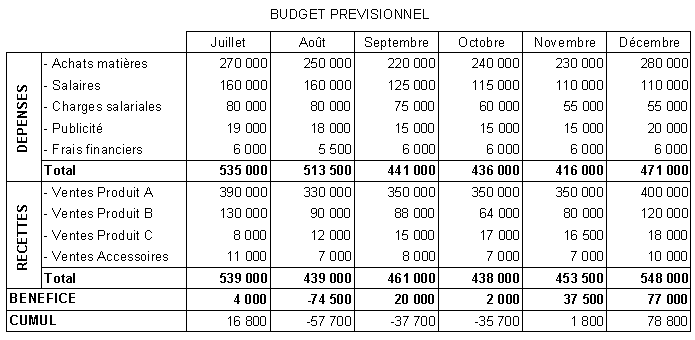 BUDGET PREVISIONNEL
Juillet Août Septembre Octobre Novembre Décembre
DEPENSES
- Achats matières 270 000 250 000 220 000 240 000 230 000 280 000
- Salaires 160 000 160 000 125 000 115 000 110 000 110 000
- Charges salariales 80 000 80 000 75 000 60 000 55 000 55 000
- Publicité 19 000 18 000 15 000 15 000 15 000 20 000
- Frais financiers 6 000 5 500 6 000 6 000 6 000 6 000
Total 535 000 513 500 441 000 436 000 416 000 471 000
RECETTES
- Ventes Produit A 390 000 330 000 350 000 350 000 350 000 400 000
- Ventes Produit B 130 000 90 000 88 000 64 000 80 000 120 000
- Ventes Produit C 8 000 12 000 15 000 17 000 16 500 18 000
- Ventes Accessoires 11 000 7 000 8 000 7 000 7 000 10 000
Total 539 000 439 000 461 000 438 000 453 500 548 000
BENEFICE 4 000 -74 500 20 000 2 000 37 500 77 000
CUMUL 16 800 -57 700 -37 700 -35 700 1 800 78 800